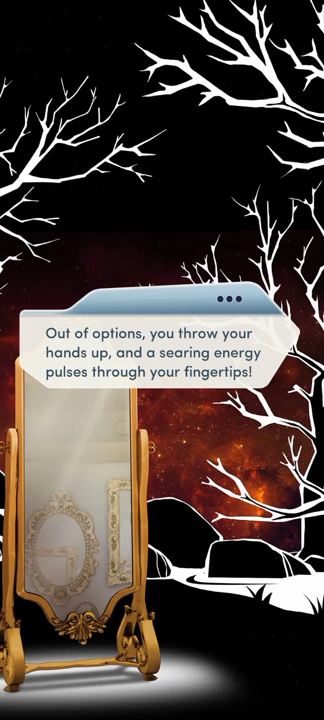 Out of options, you throw your
hands up, and a searing energy
pulses through your fingertips!